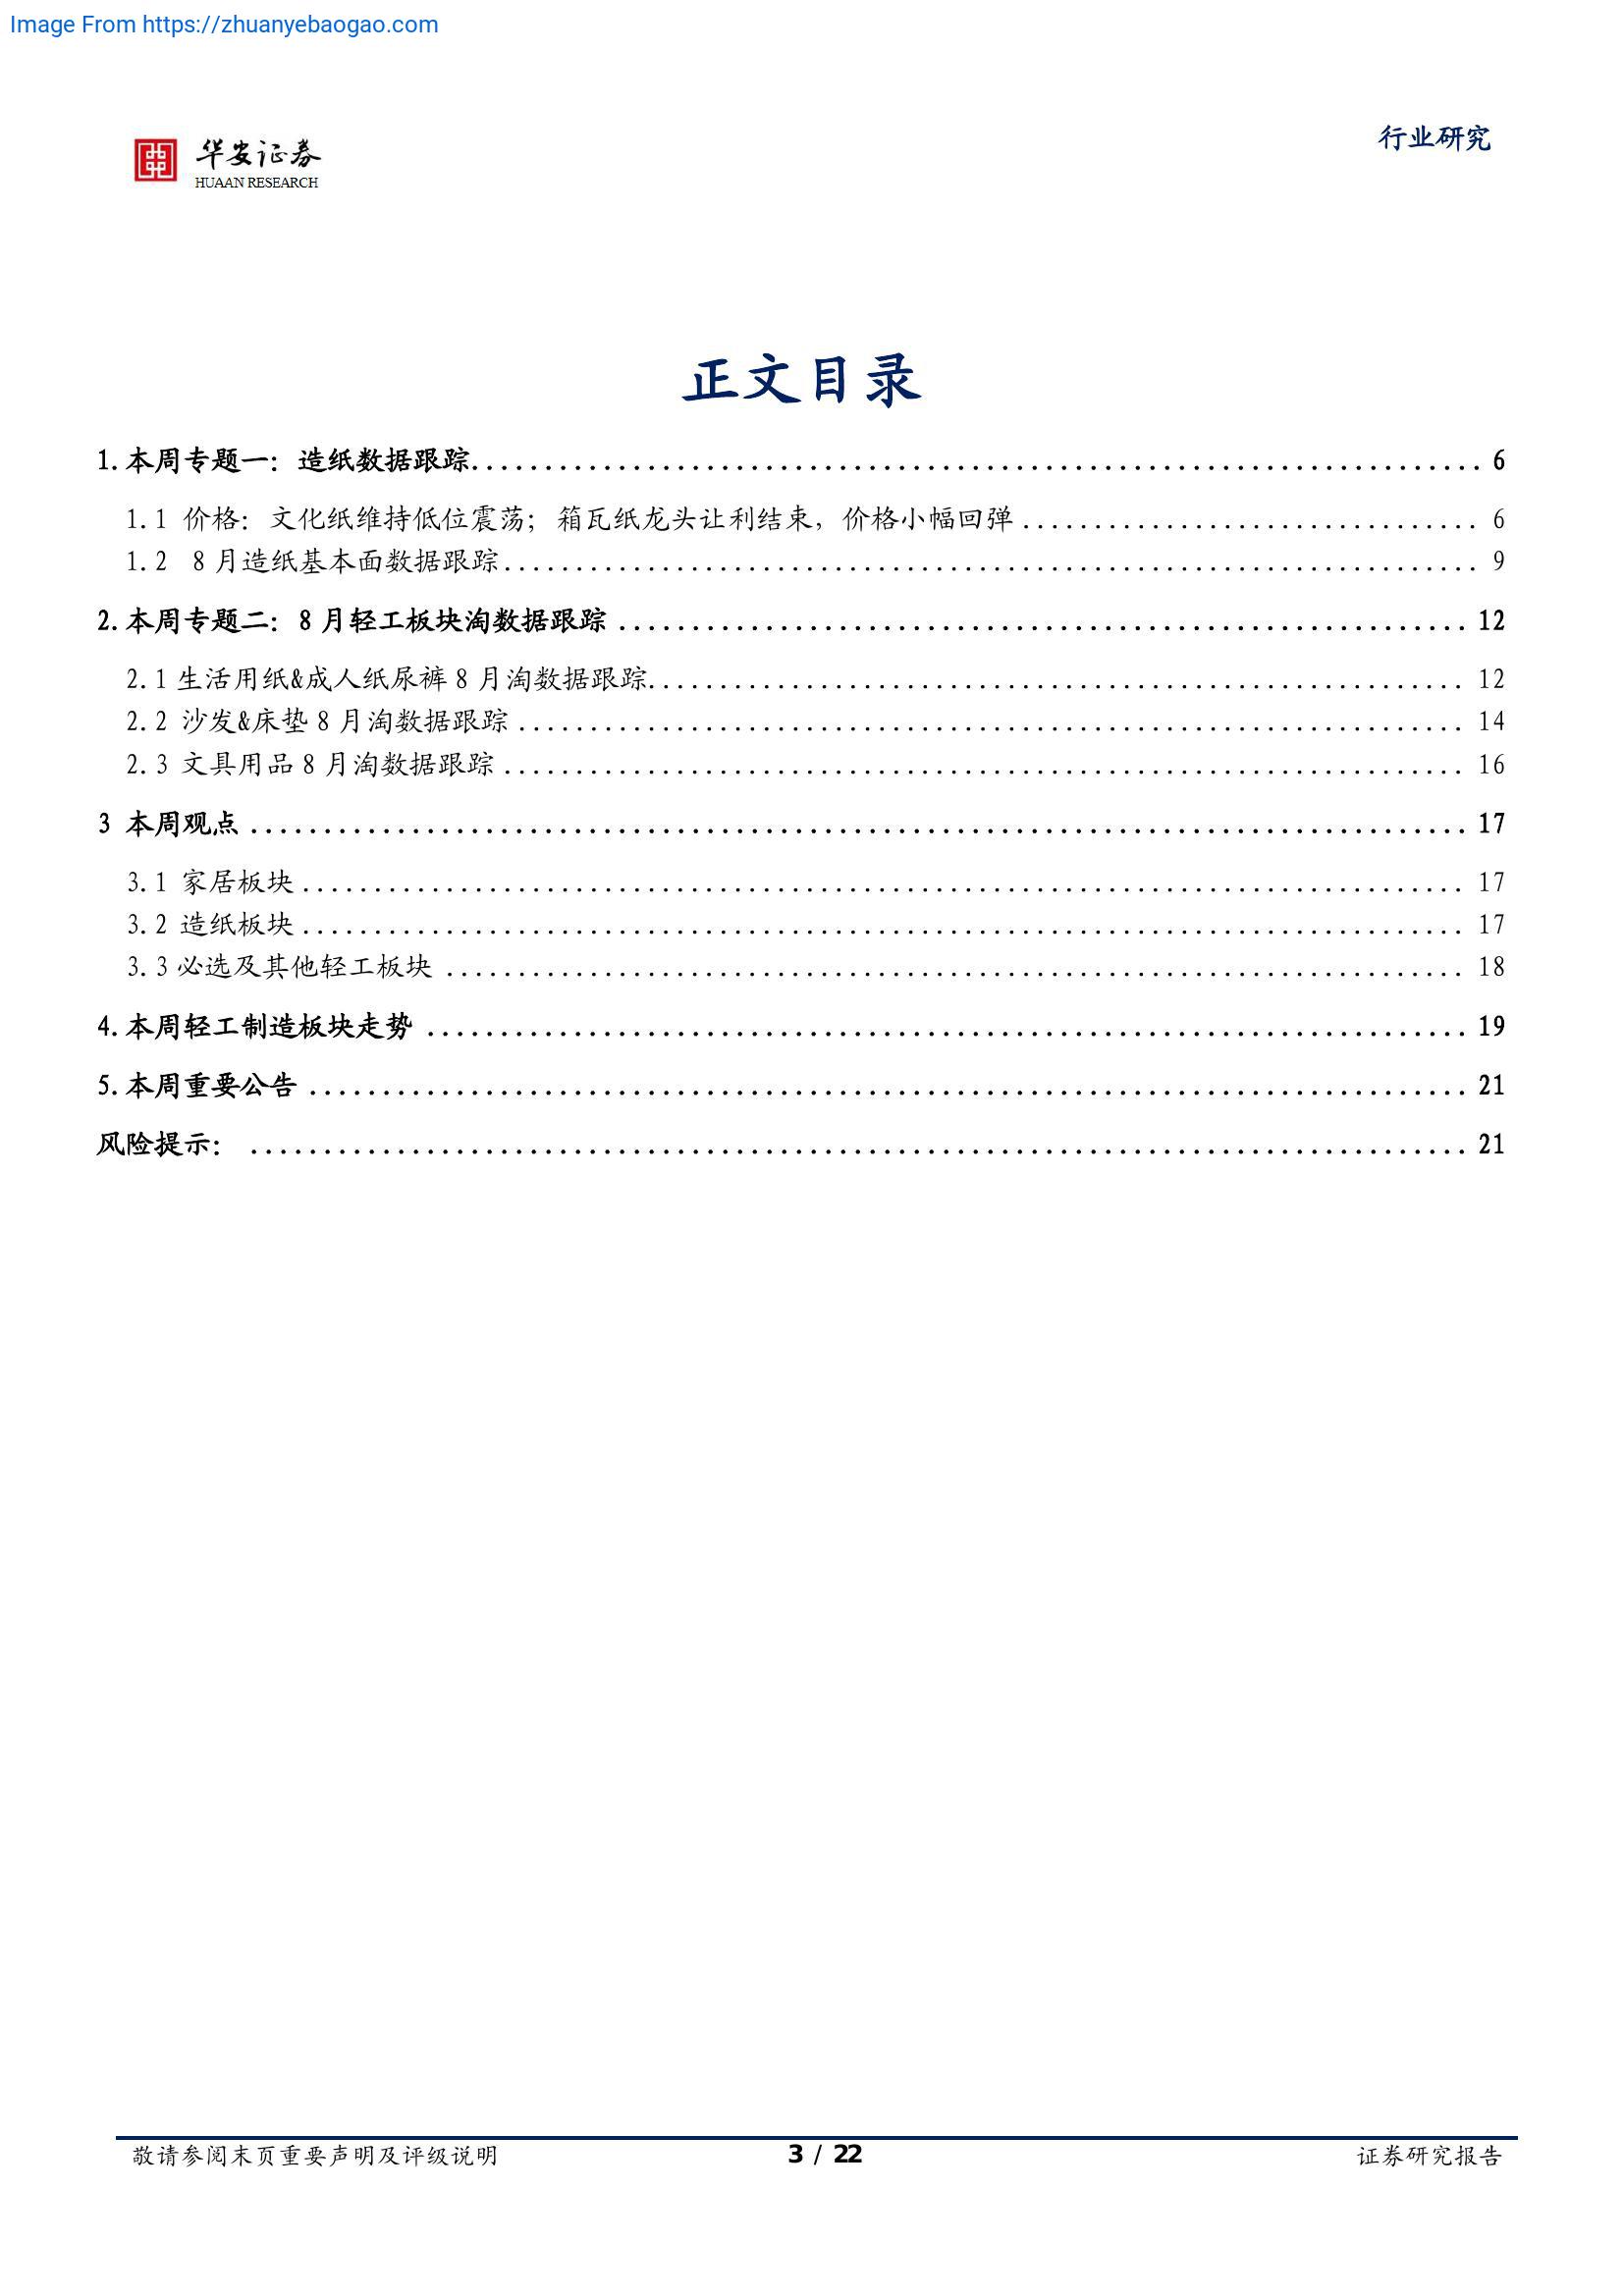 Image From https://zhuanyebaogao.com
华安证券
HUAAN RESEARCH
行业研究
正文目录
1.本周专题一：造纸数据跟踪...................................................................... 6
1.1 价格：文化纸维持低位震荡；箱瓦纸龙头让利结束，价格小幅回弹................................ 6
1.2 8月造纸基本面数据跟踪.................................................................... 9
2.本周专题二：8月轻工板块淘数据跟踪........................................................... 12
2.1生活用纸&成人纸尿裤8月淘数据跟踪......................................................... 12
2.2 沙发&床垫8月淘数据跟踪.................................................................. 14
2.3 文具用品8月淘数据跟踪................................................................... 16
3 本周观点.................................................................................... 17
3.1 家居板块................................................................................. 17
3.2 造纸板块................................................................................. 17
3.3必选及其他轻工板块....................................................................... 18
4.本周轻工制造板块走势........................................................................ 19
5.本周重要公告................................................................................ 21
风险提示：.................................................................................... 21
敬请参阅末页重要声明及评级说明
3 / 22
证券研究报告